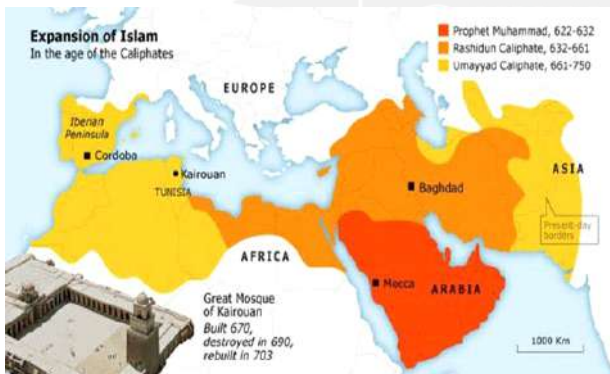 Expansion of Islam
In the age of the Caliphates
Prophet Muhammad, 622-632
Rashidun Caliphate, 632-661
Umayyad Caliphate, 661-750
EUROPE
Iberian
Peninsula
Cordoba
Kairouan
TUNISIA
Baghdad
ASIA
Present-day
borders
AFRICA
Mecca
ARABIA
Great Mosque
of Kairouan
Built 670,
destroyed in 690,
rebuilt in 703
1000 Km